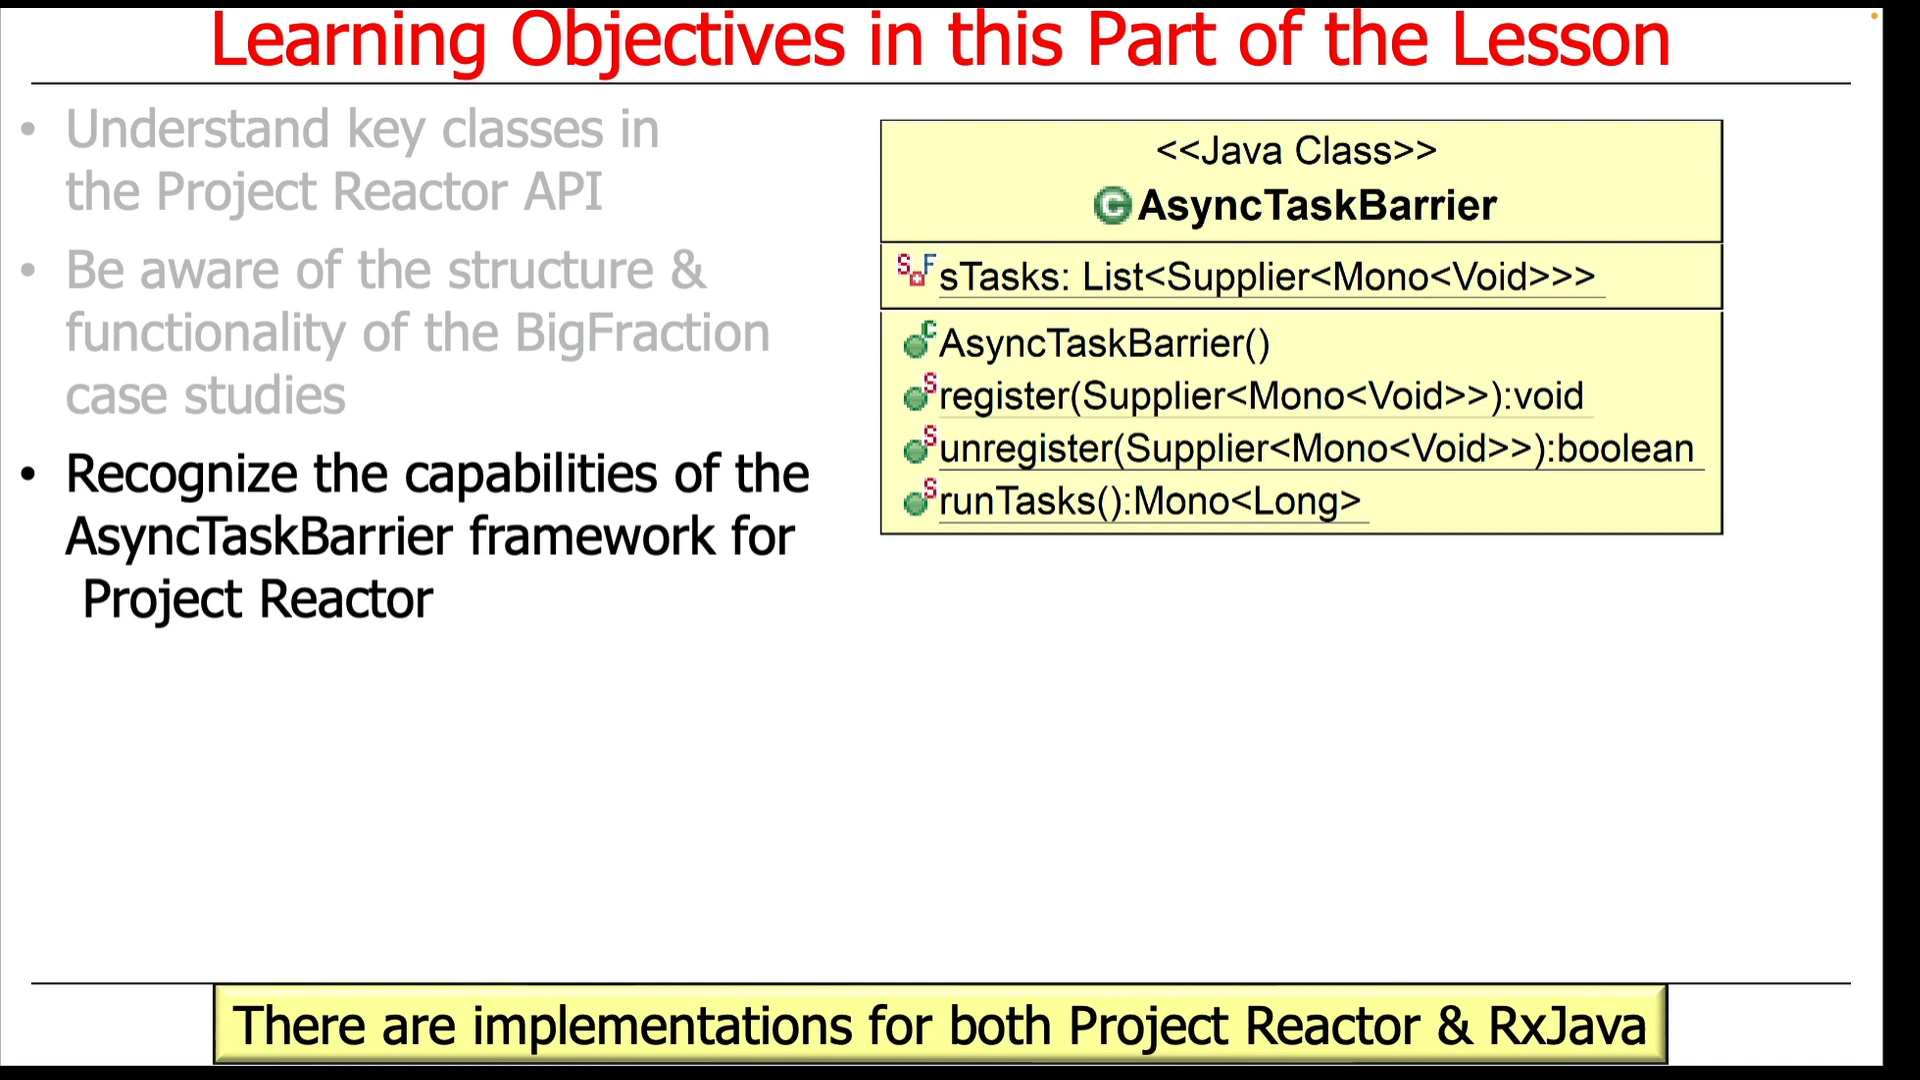 Learning Objectives in this Part of the Lesson
• Understand key classes in
the Project Reactor API
• Be aware of the structure &
functionality of the BigFraction
case studies
• Recognize the capabilities of the
AsyncTaskBarrier framework for
Project Reactor
<<Java Class>>
C AsyncTaskBarrier
S F sTasks: List<Supplier<Mono<Void>>>
C AsyncTaskBarrier()
S register(Supplier<Mono<Void>>):void
S unregister(Supplier<Mono<Void>>):boolean
S runTasks():Mono<Long>
There are implementations for both Project Reactor & RxJava